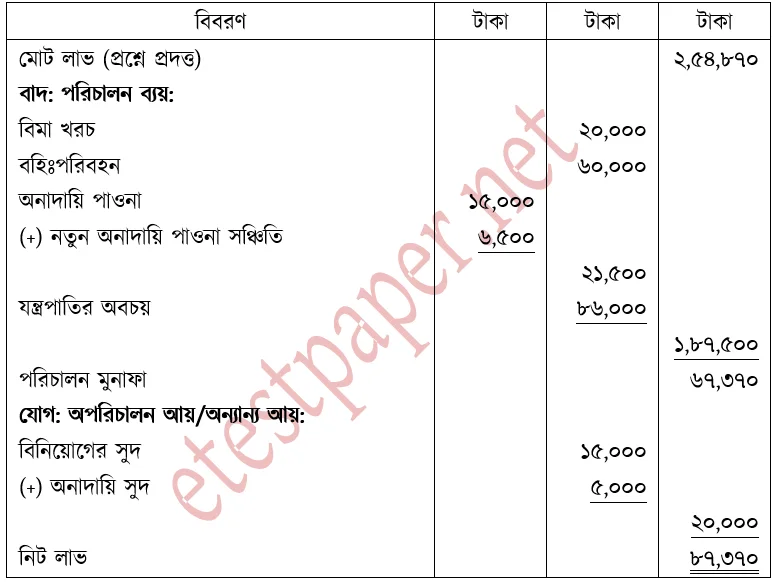 বিবরণ টাকা টাকা টাকা
মোট লাভ (প্রশ্নে প্রদত্ত) ২,৫৪,৮৭০
বাদ: পরিচালন ব্যয়:
বিমা খরচ ২০,০০০
বহিঃপরিবহন ৬০,০০০
অনাদায়ি পাওনা ১৫,০০০
(+) নতুন অনাদায়ি পাওনা সঞ্চিতি ৬,৫০০
২১,৫০০
যন্ত্রপাতির অবচয় ৮৬,০০০
১,৮৭,৫০০
পরিচালন মুনাফা ৬৭,৩৭০
যোগ: অপরিচালন আয়/অন্যান্য আয়:
বিনিয়োগের সুদ ১৫,০০০
(+) অনাদায়ি সুদ ৫,০০০
২০,০০০
নিট লাভ ৮৭,৩৭০
etestpaper.net